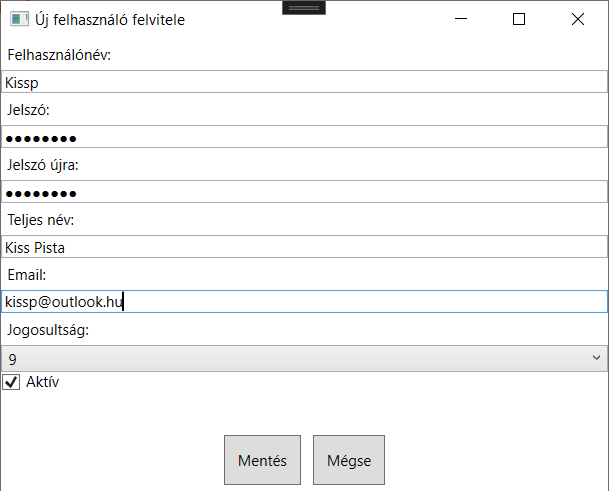 Új felhasználó felvitele
Felhasználónév:
Kissp
Jelszó:
●●●●●●●●
Jelszó újra:
●●●●●●●●
Teljes név:
Kiss Pista
Email:
kissp@outlook.hu
Jogosultság:
9
Aktív
Mentés Mégse